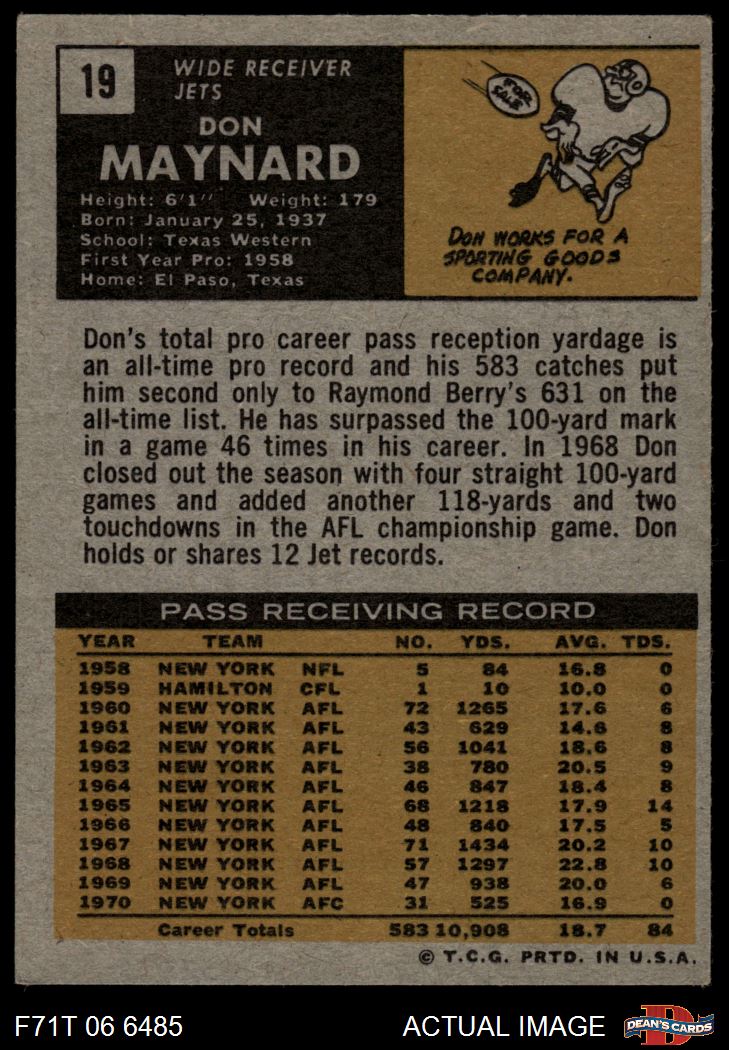 19
WIDE RECEIVER
JETS
DON
MAYNARD
Height: 6'1" Weight: 179
Born: January 25, 1937
School: Texas Western
First Year Pro: 1958
Home: El Paso, Texas
FOR
SALE
DON WORKS FOR A
SPORTING GOODS
COMPANY.
Don's total pro career pass reception yardage is
an all-time pro record and his 583 catches put
him second only to Raymond Berry's 631 on the
all-time list. He has surpassed the 100-yard mark
in a game 46 times in his career. In 1968 Don
closed out the season with four straight 100-yard
games and added another 118-yards and two
touchdowns in the AFL championship game. Don
holds or shares 12 Jet records.
PASS RECEIVING RECORD
YEAR TEAM NO. YDS. AVG. TDS.
1958 NEW YORK NFL 5 84 16.8 0
1959 HAMILTON CFL 1 10 10.0 0
1960 NEW YORK AFL 72 1265 17.6 6
1961 NEW YORK AFL 43 629 14.6 8
1962 NEW YORK AFL 56 1041 18.6 8
1963 NEW YORK AFL 38 780 20.5 9
1964 NEW YORK AFL 46 847 18.4 8
1965 NEW YORK AFL 68 1218 17.9 14
1966 NEW YORK AFL 48 840 17.5 5
1967 NEW YORK AFL 71 1434 20.2 10
1968 NEW YORK AFL 57 1297 22.8 10
1969 NEW YORK AFL 47 938 20.0 6
1970 NEW YORK AFC 31 525 16.9 0
Career Totals 583 10,908 18.7 84
© T.C.G. PRTD. IN U.S.A.
F71T 06 6485 ACTUAL IMAGE D DEAN'S CARDS